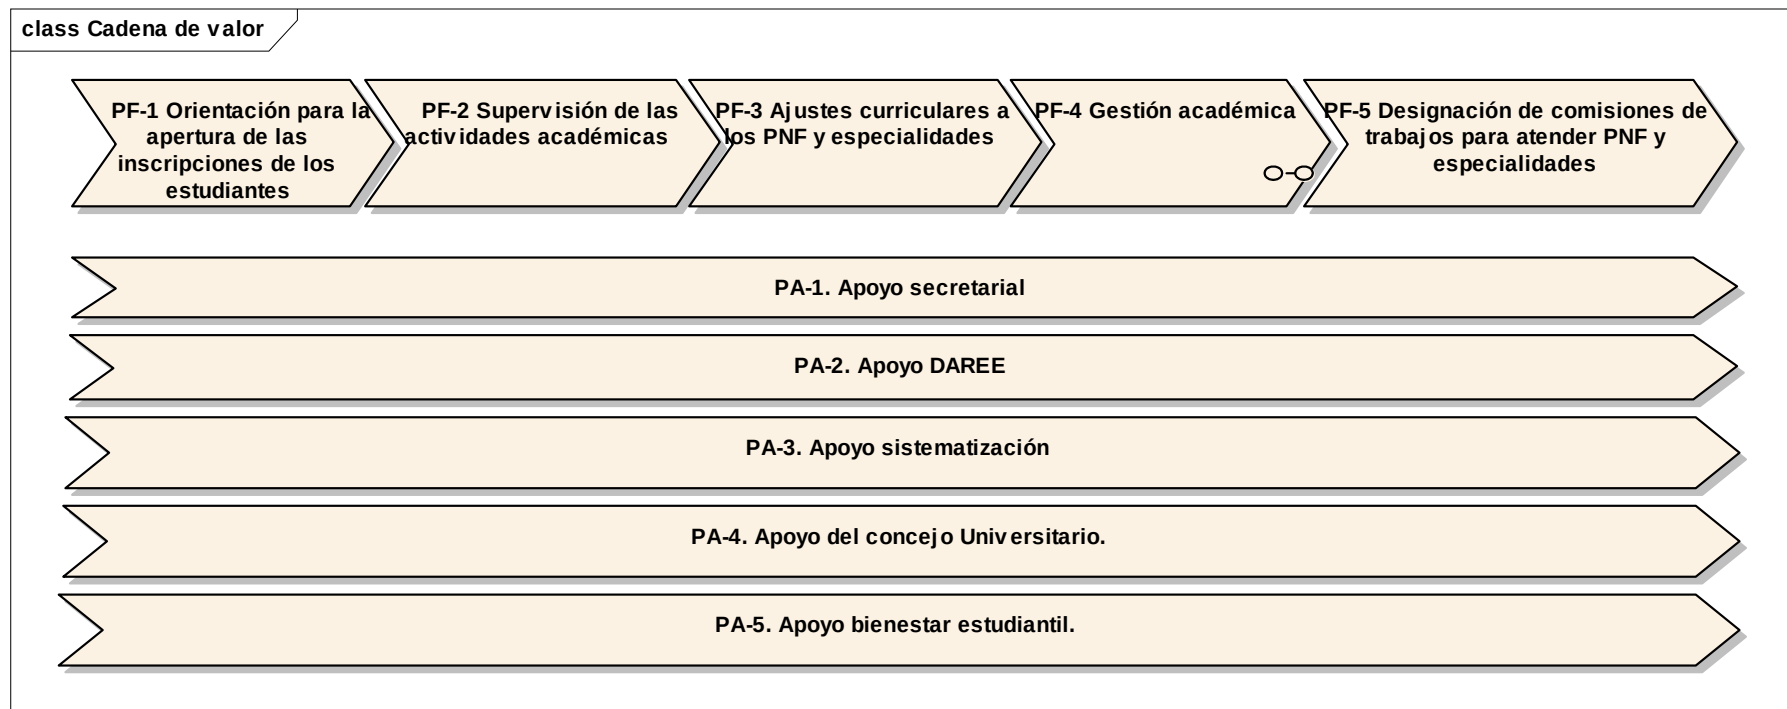 class Cadena de valor
PF-1 Orientación para la
apertura de las
inscripciones de los
estudiantes
PF-2 Supervisión de las
actividades académicas
PF-3 Ajustes curriculares a
los PNF y especialidades
PF-4 Gestión académica
PF-5 Designación de comisiones de
trabajos para atender PNF y
especialidades
PA-1. Apoyo secretarial
PA-2. Apoyo DAREE
PA-3. Apoyo sistematización
PA-4. Apoyo del concejo Universitario.
PA-5. Apoyo bienestar estudiantil.